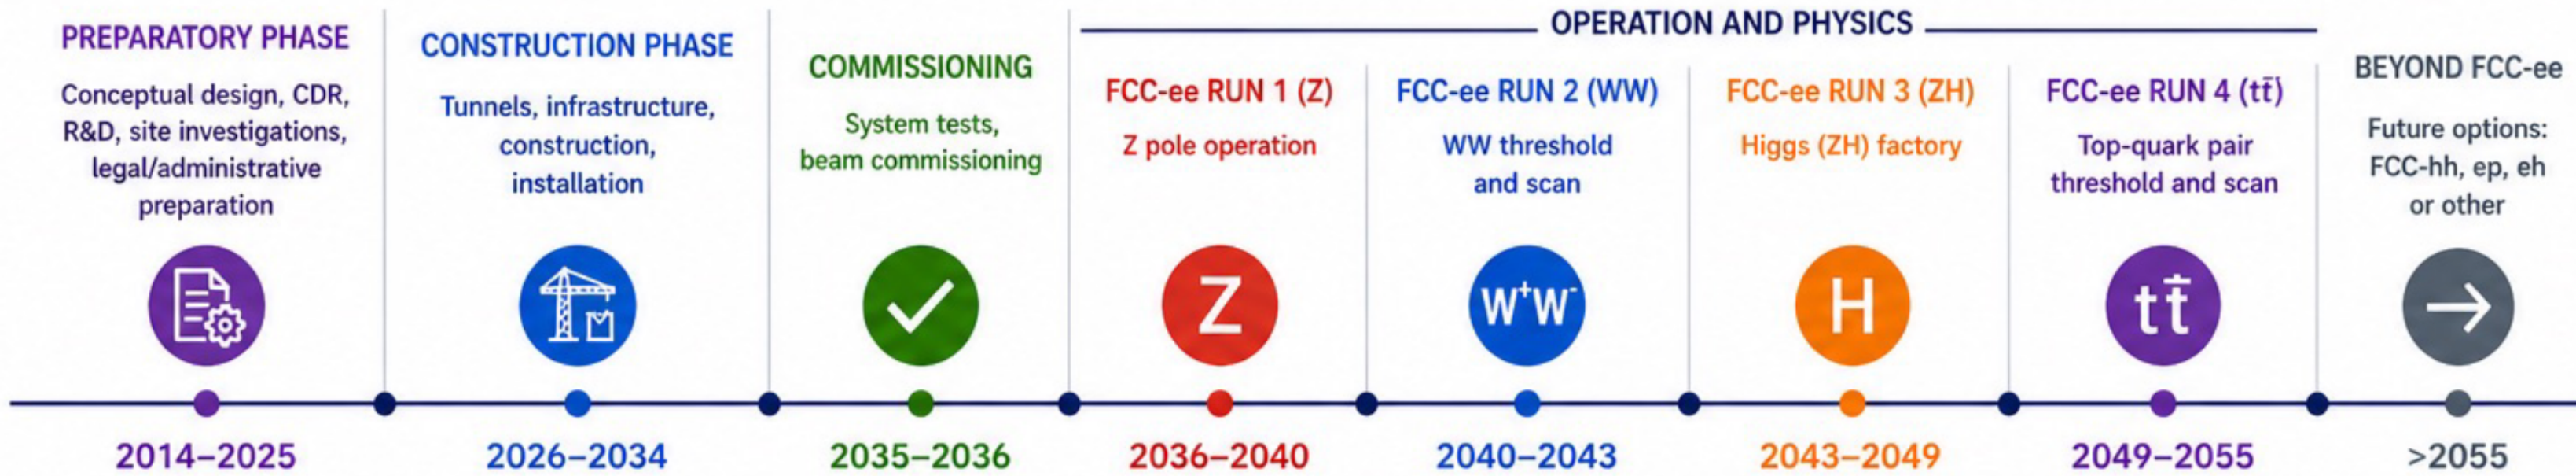 OPERATION AND PHYSICS
PREPARATORY PHASE
Conceptual design, CDR,
R&D, site investigations,
legal/administrative
preparation
2014–2025
CONSTRUCTION PHASE
Tunnels, infrastructure,
construction,
installation
2026–2034
COMMISSIONING
System tests,
beam commissioning
2035–2036
FCC-ee RUN 1 (Z)
Z pole operation
Z
2036–2040
FCC-ee RUN 2 (WW)
WW threshold
and scan
W⁺W⁻
2040–2043
FCC-ee RUN 3 (ZH)
Higgs (ZH) factory
H
2043–2049
FCC-ee RUN 4 (tt̄)
Top-quark pair
threshold and scan
tt̄
2049–2055
BEYOND FCC-ee
Future options:
FCC-hh, ep, eh
or other
>2055